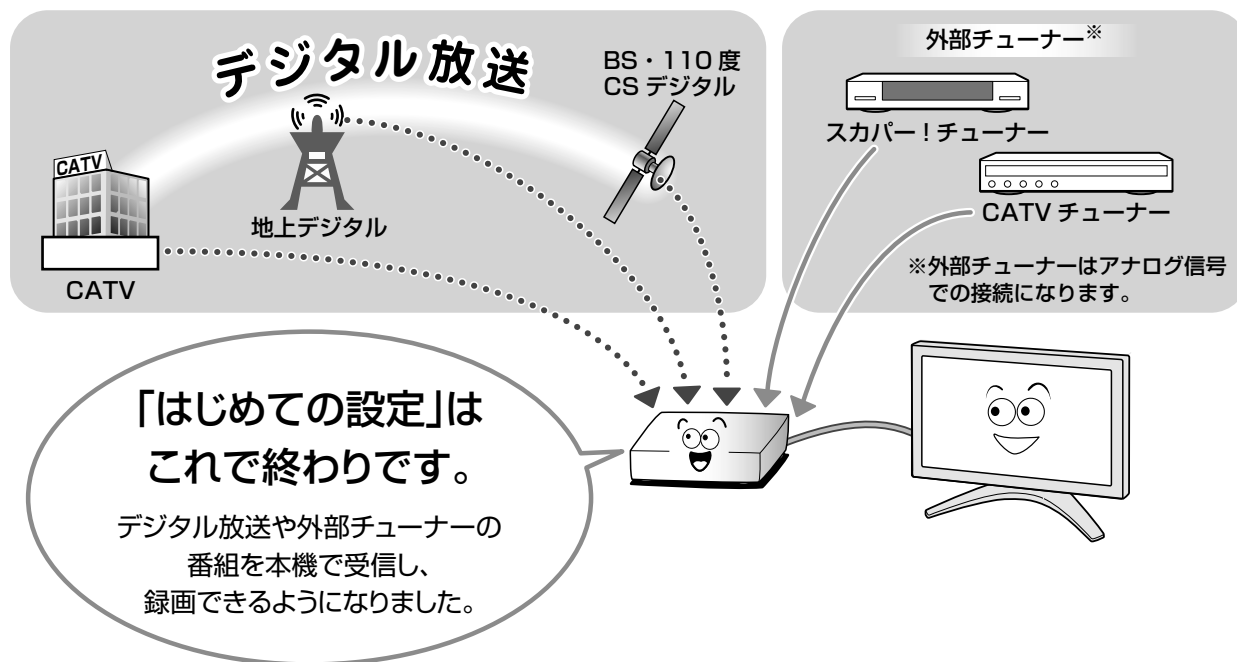 デジタル放送
BS・110 度
CS デジタル
CATV
地上デジタル
CATV
外部チューナー※
スカパー！チューナー
CATV チューナー
※外部チューナーはアナログ信号
での接続になります。
「はじめての設定」は
これで終わりです。
デジタル放送や外部チューナーの
番組を本機で受信し、
録画できるようになりました。